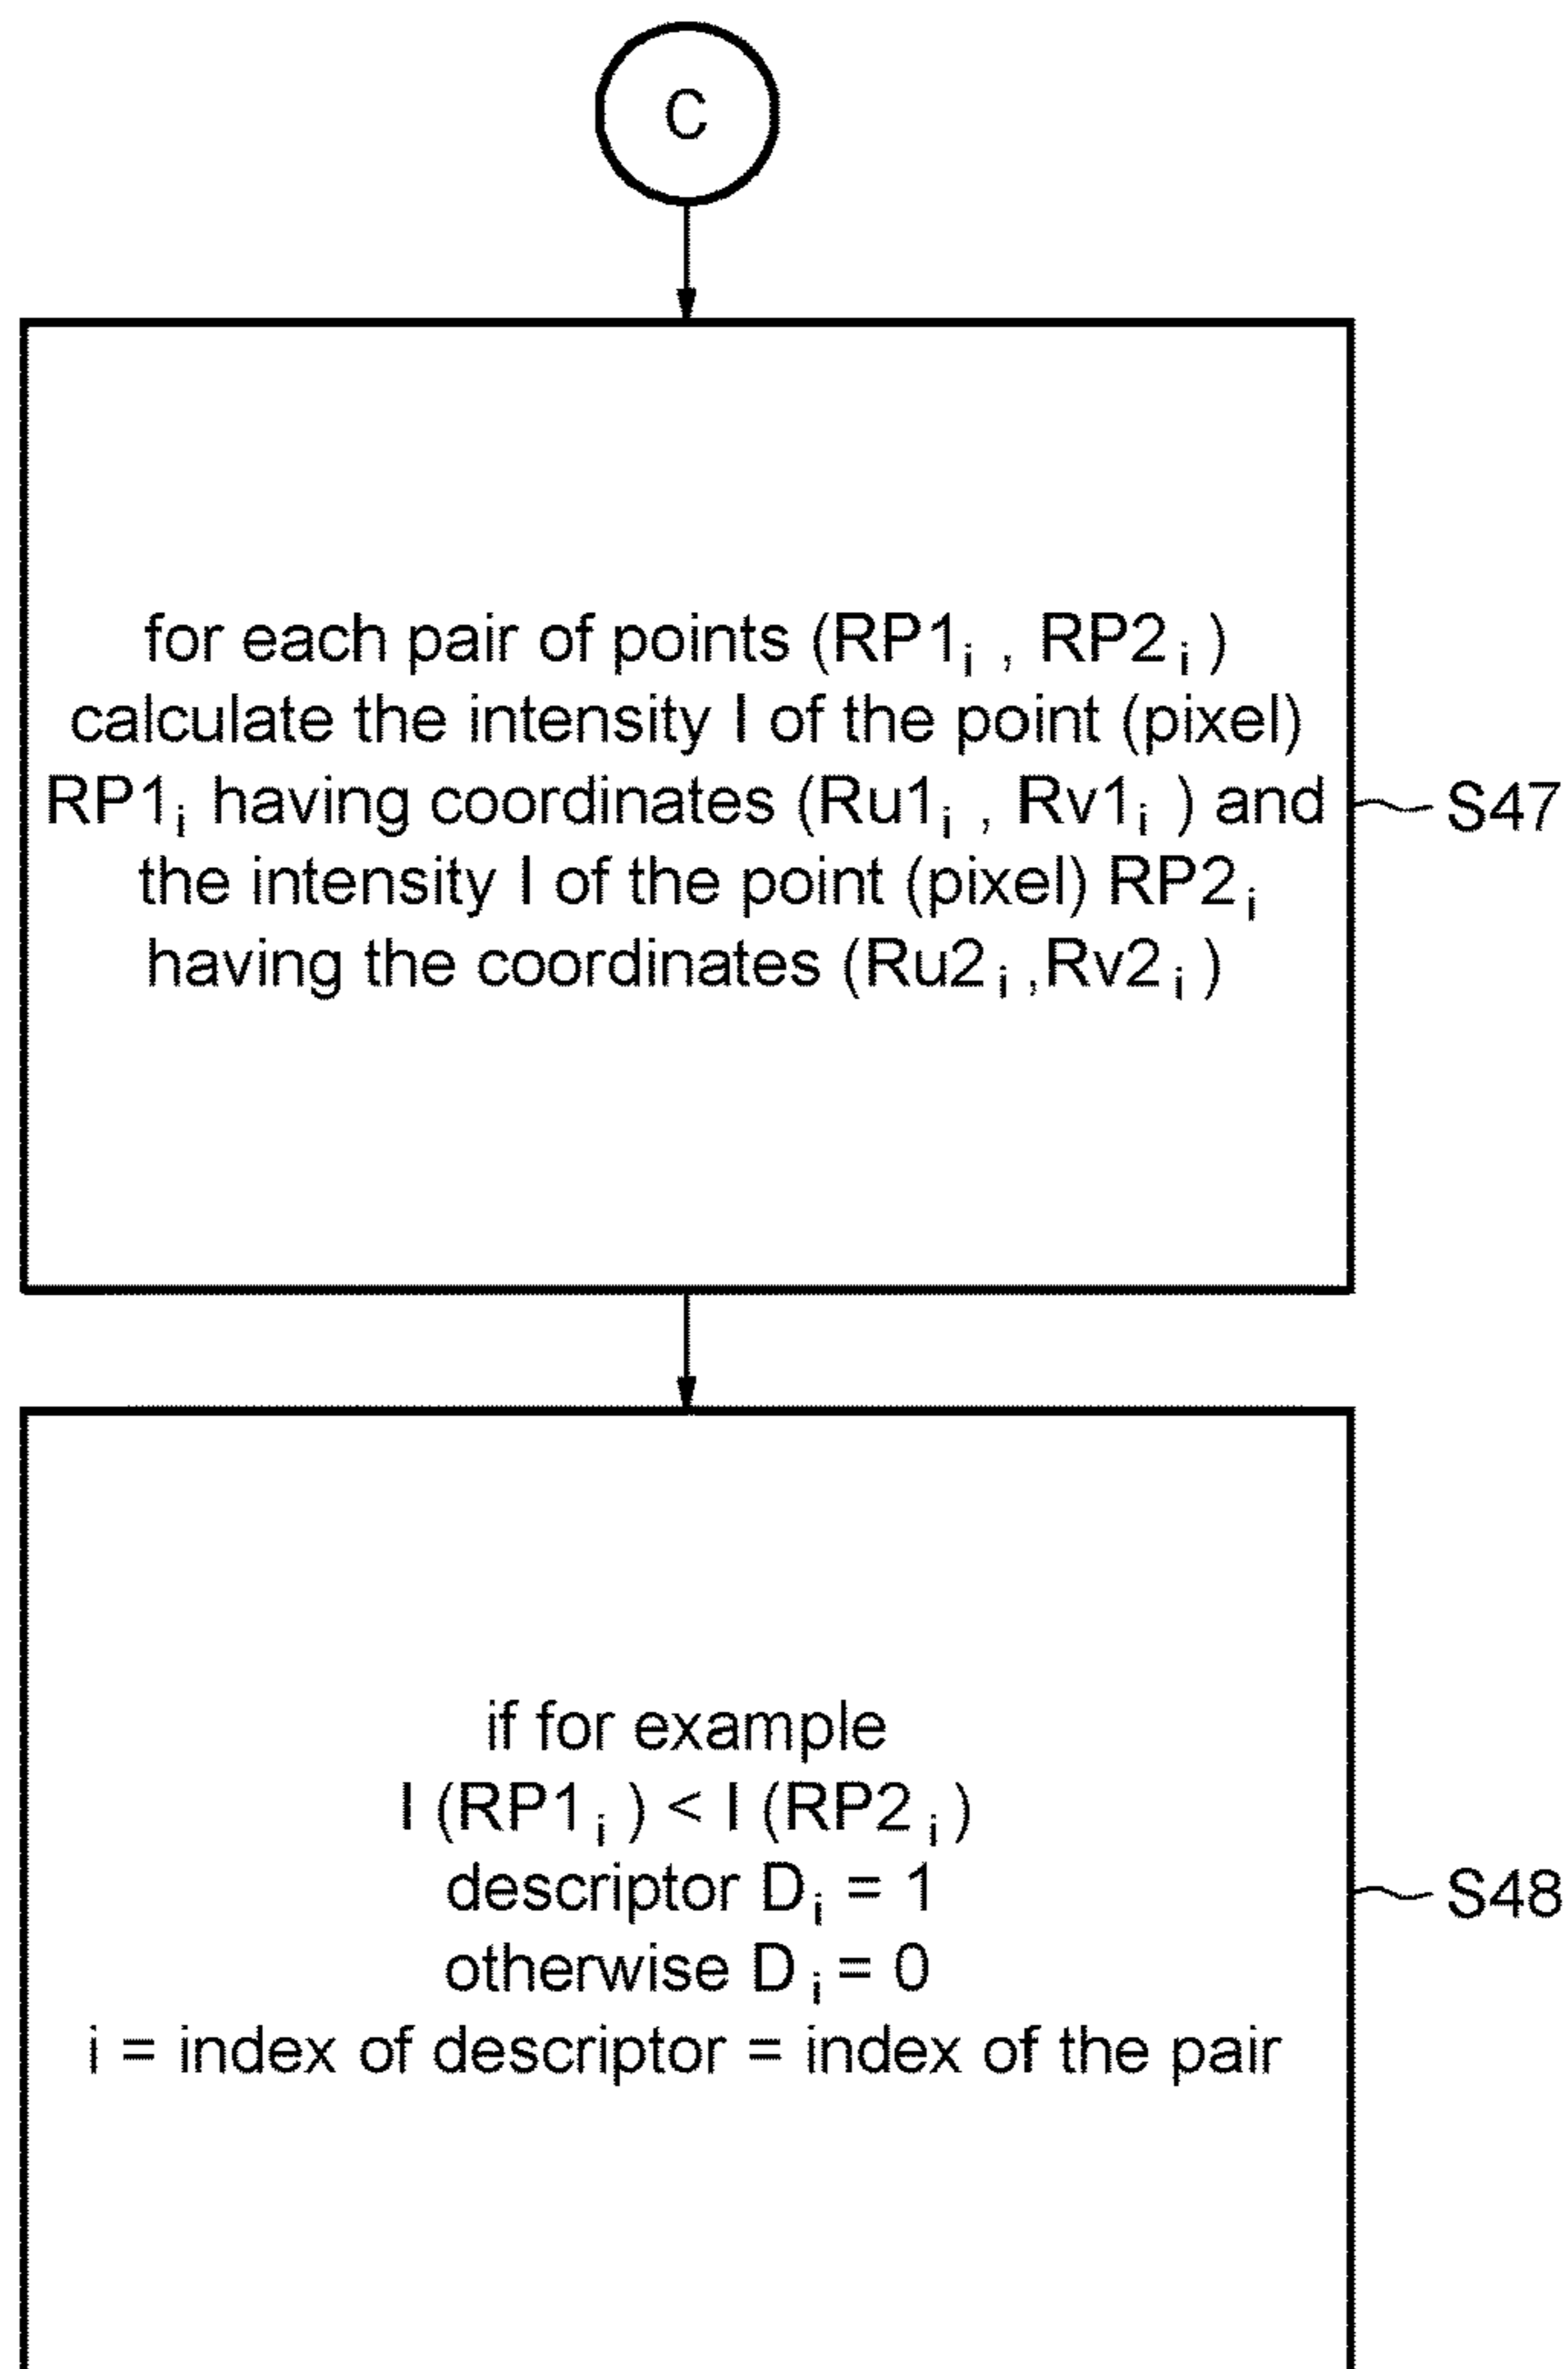 C
for each pair of points (RP1ᵢ , RP2ᵢ )
calculate the intensity I of the point (pixel)
RP1ᵢ having coordinates (Ru1ᵢ , Rv1ᵢ ) and
the intensity I of the point (pixel) RP2ᵢ
having the coordinates (Ru2ᵢ ,Rv2ᵢ )
S47
if for example
I (RP1ᵢ ) < I (RP2ᵢ )
descriptor Dᵢ = 1
otherwise Dᵢ = 0
i = index of descriptor = index of the pair
S48